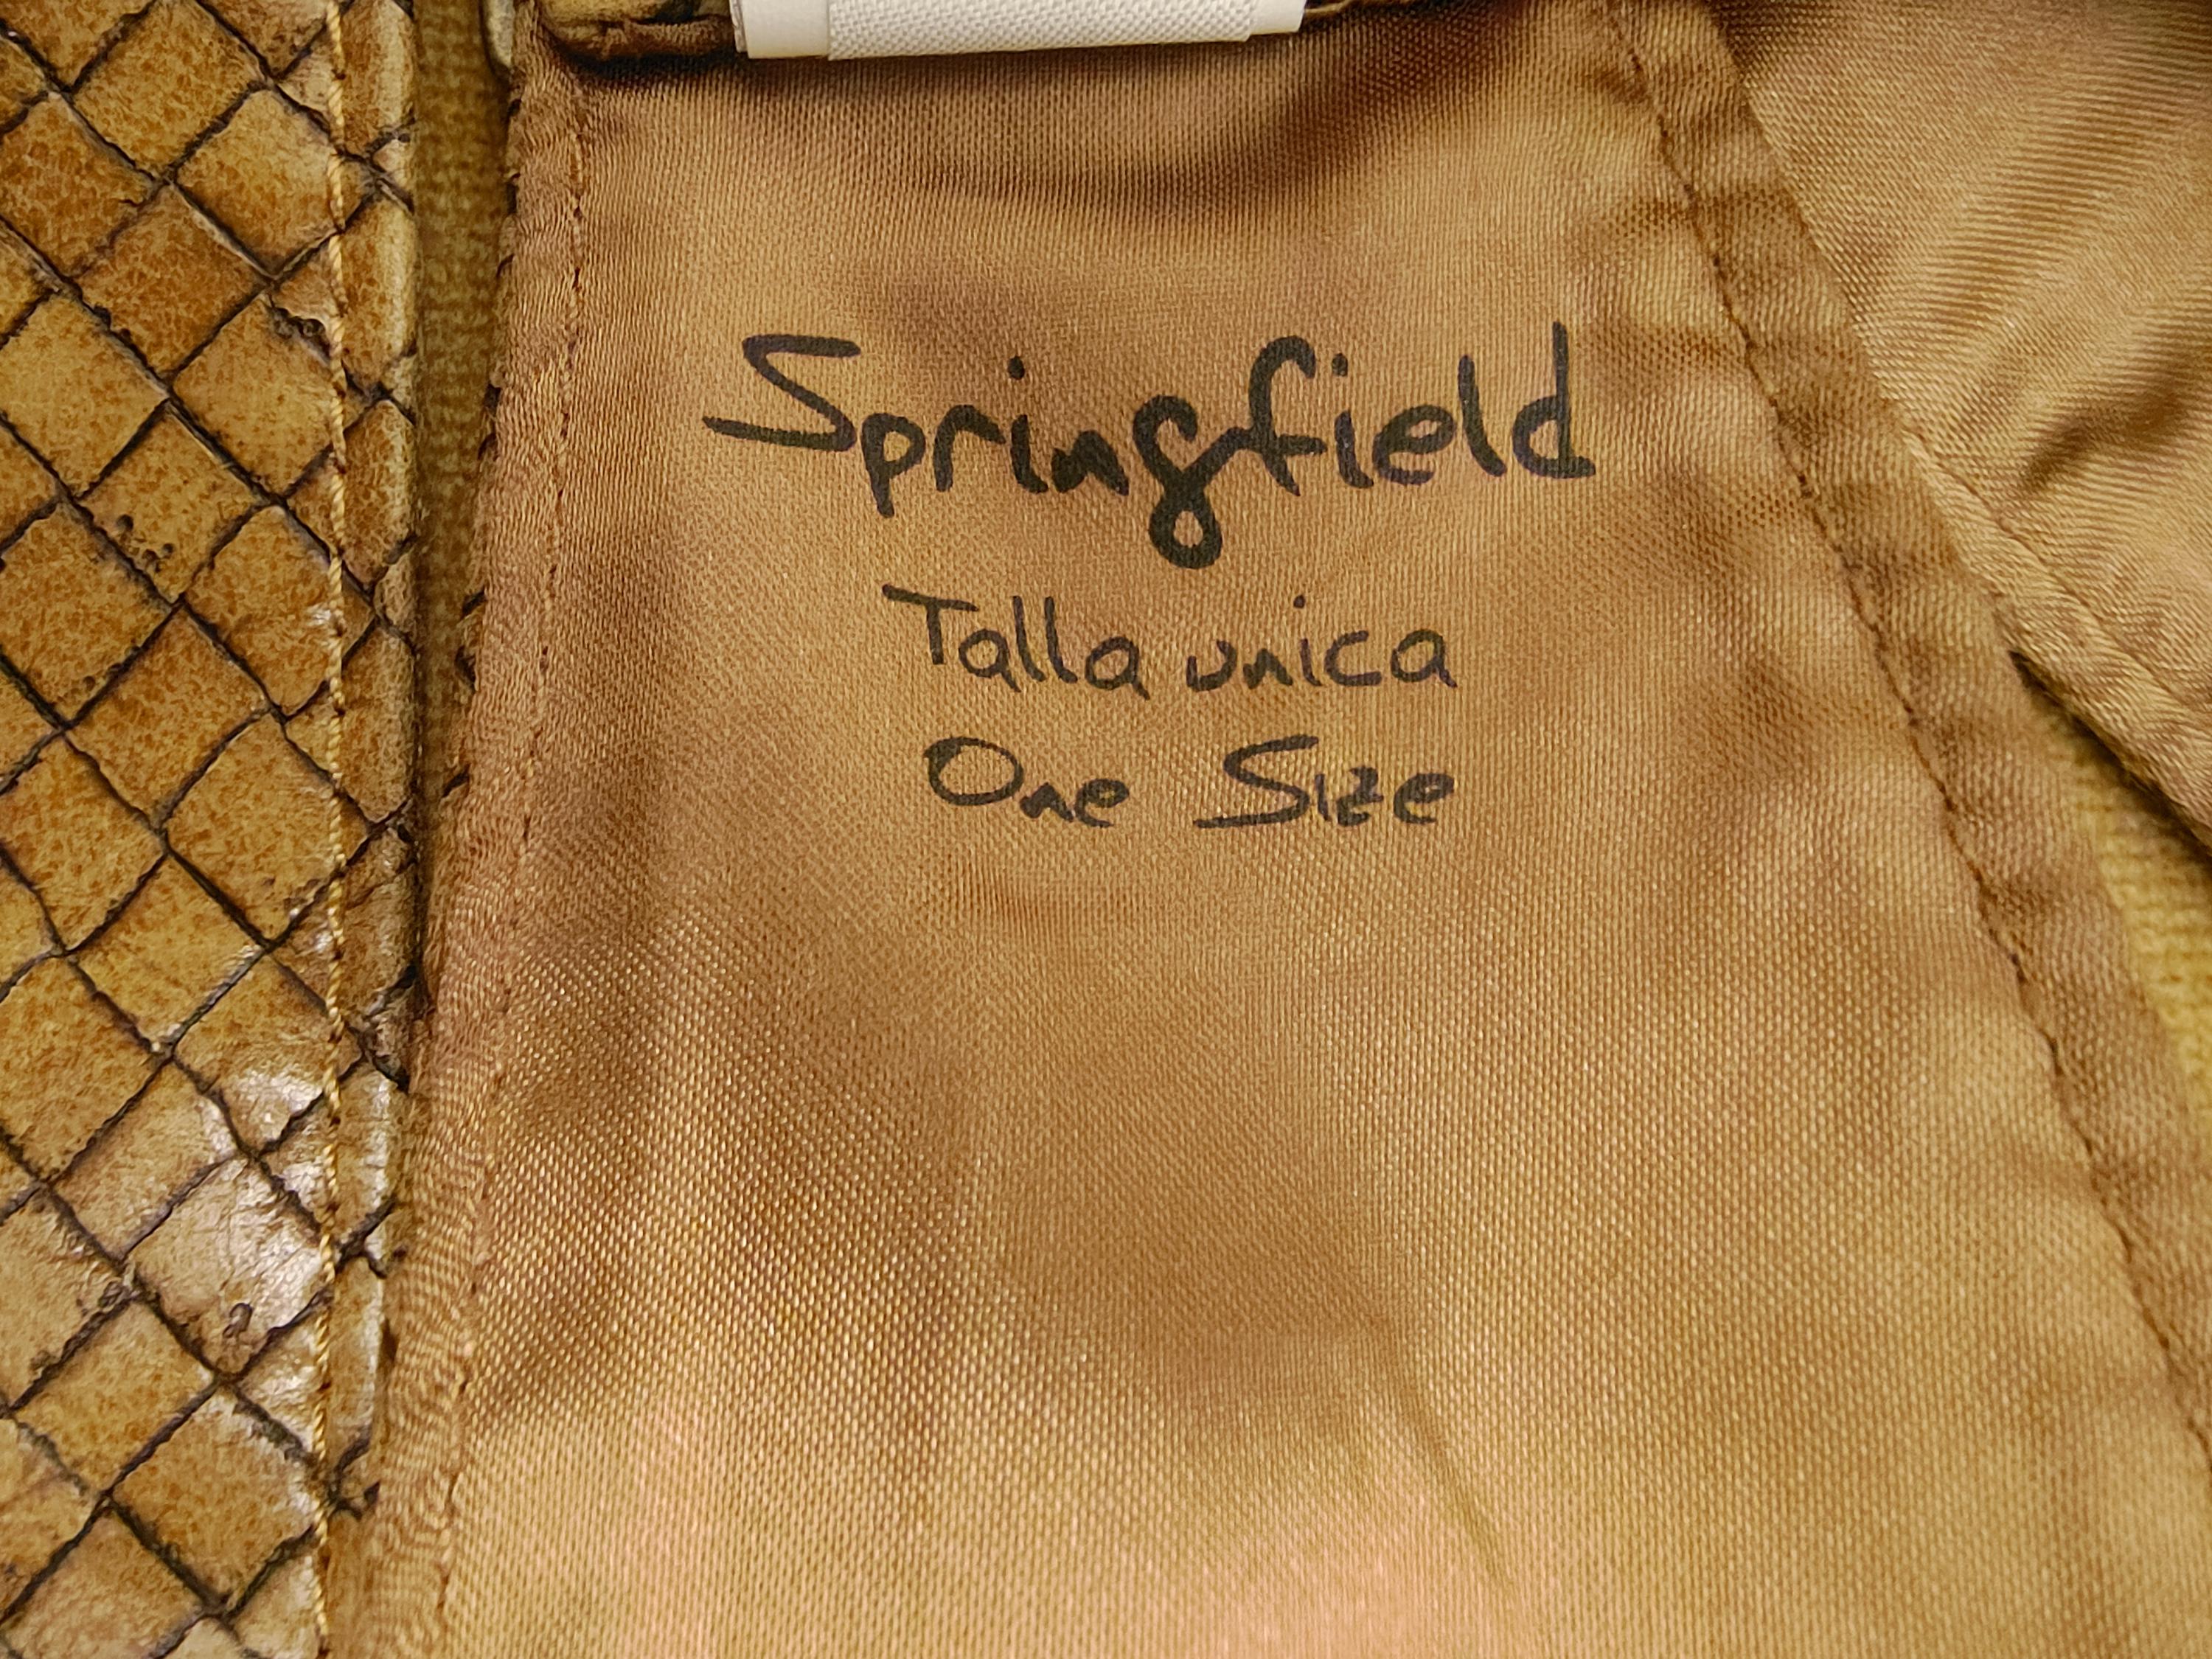 Springfield
Talla unica
One Size